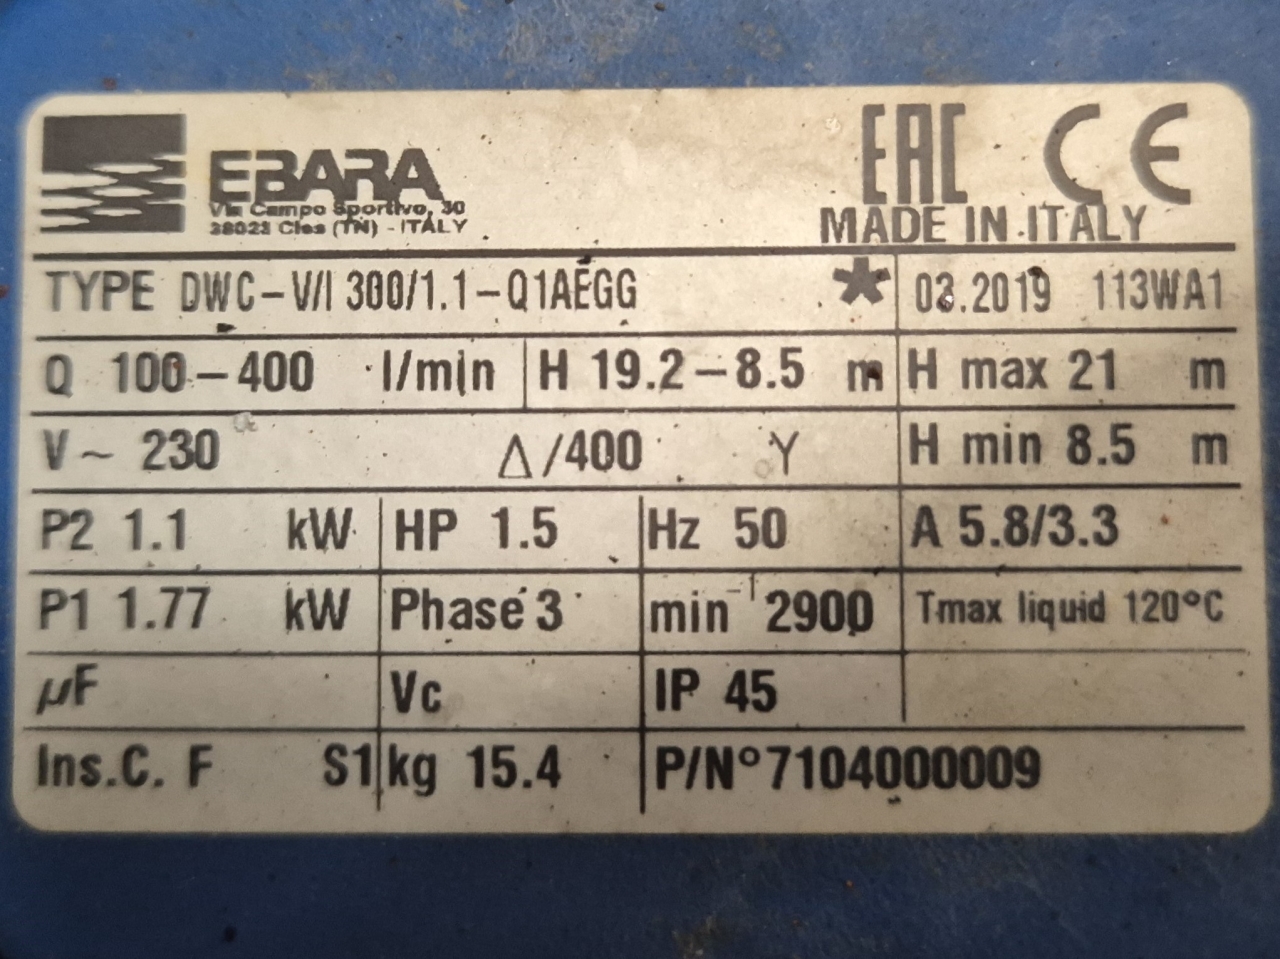 EBARA
Via Campo Sportivo, 30
38023 Cles (TN) - ITALY
EAC CE
MADE IN ITALY
TYPE DWC-V/I 300/1.1-Q1AEGG * 03.2019 113WA1
Q 100-400 l/min H 19.2-8.5 m H max 21 m
V~ 230 Δ/400 Y H min 8.5 m
P2 1.1 kW HP 1.5 Hz 50 A 5.8/3.3
P1 1.77 kW Phase 3 min⁻¹ 2900 Tmax liquid 120°C
µF Vc IP 45
Ins.C. F S1 kg 15.4 P/N°7104000009